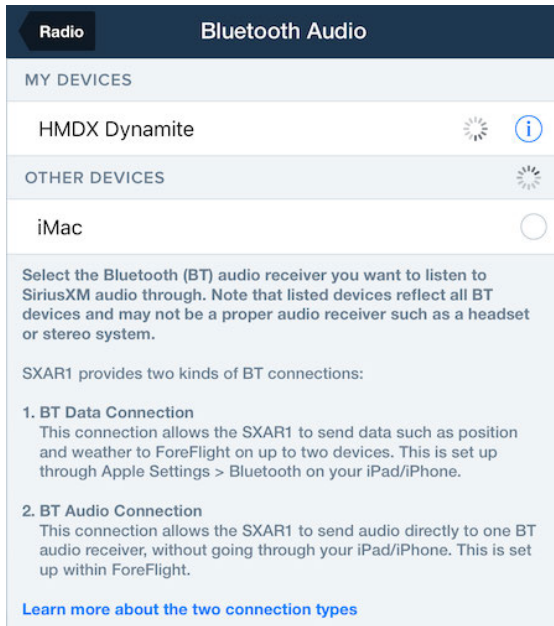 Radio
Bluetooth Audio
MY DEVICES
HMDX Dynamite
OTHER DEVICES
iMac
Select the Bluetooth (BT) audio receiver you want to listen to
SiriusXM audio through. Note that listed devices reflect all BT
devices and may not be a proper audio receiver such as a headset
or stereo system.
SXAR1 provides two kinds of BT connections:
1. BT Data Connection
This connection allows the SXAR1 to send data such as position
and weather to ForeFlight on up to two devices. This is set up
through Apple Settings > Bluetooth on your iPad/iPhone.
2. BT Audio Connection
This connection allows the SXAR1 to send audio directly to one BT
audio receiver, without going through your iPad/iPhone. This is set
up within ForeFlight.
Learn more about the two connection types